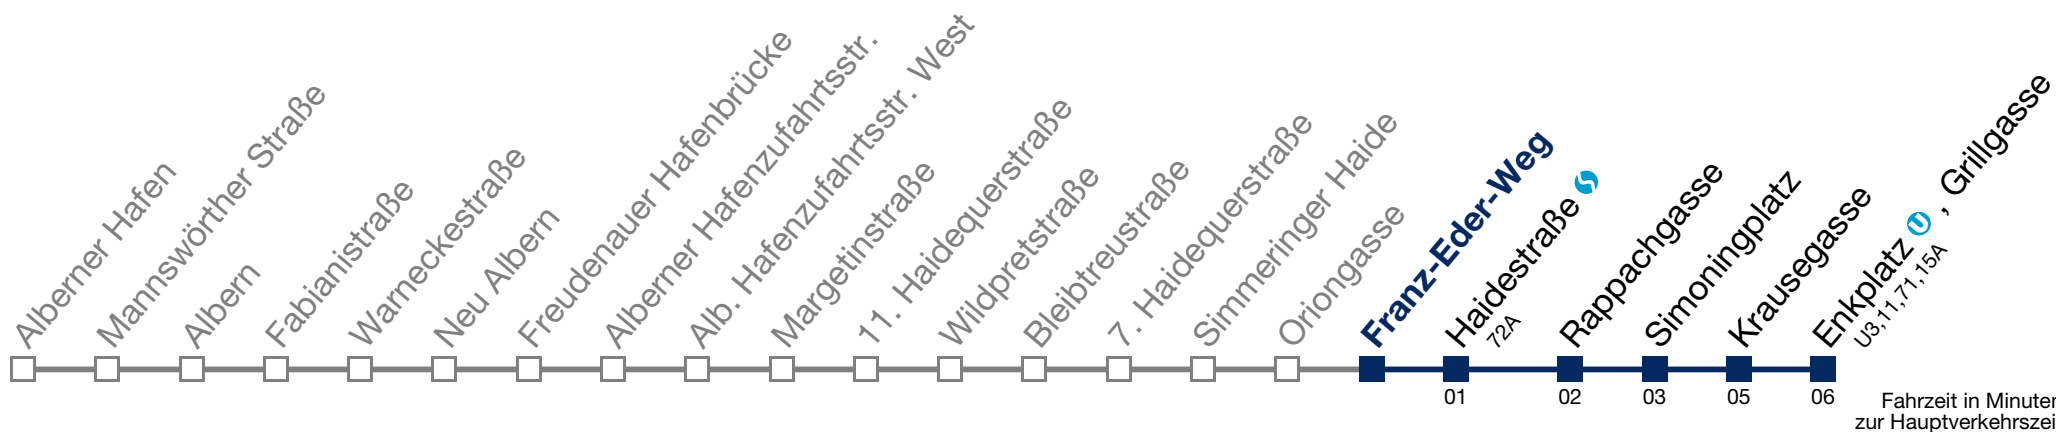 Alberner Hafen
Mannswörther Straße
Albern
Fabianistraße
Warneckestraße
Neu Albern
Freudenauer Hafenbrücke
Alberner Hafenzufahrtsstr.
Alb. Hafenzufahrtsstr. West
Margetinstraße
11. Haidequerstraße
Wildpretstraße
Bleibtreustraße
7. Haidequerstraße
Simmeringer Haide
Oriongasse
Franz-Eder-Weg
Haidestraße S
72A
Rappachgasse
Simoningplatz
Krausegasse
Enkplatz U , Grillgasse
U3,11,71,15A
01 02 03 05 06
Fahrzeit in Minuten
zur Hauptverkehrszei